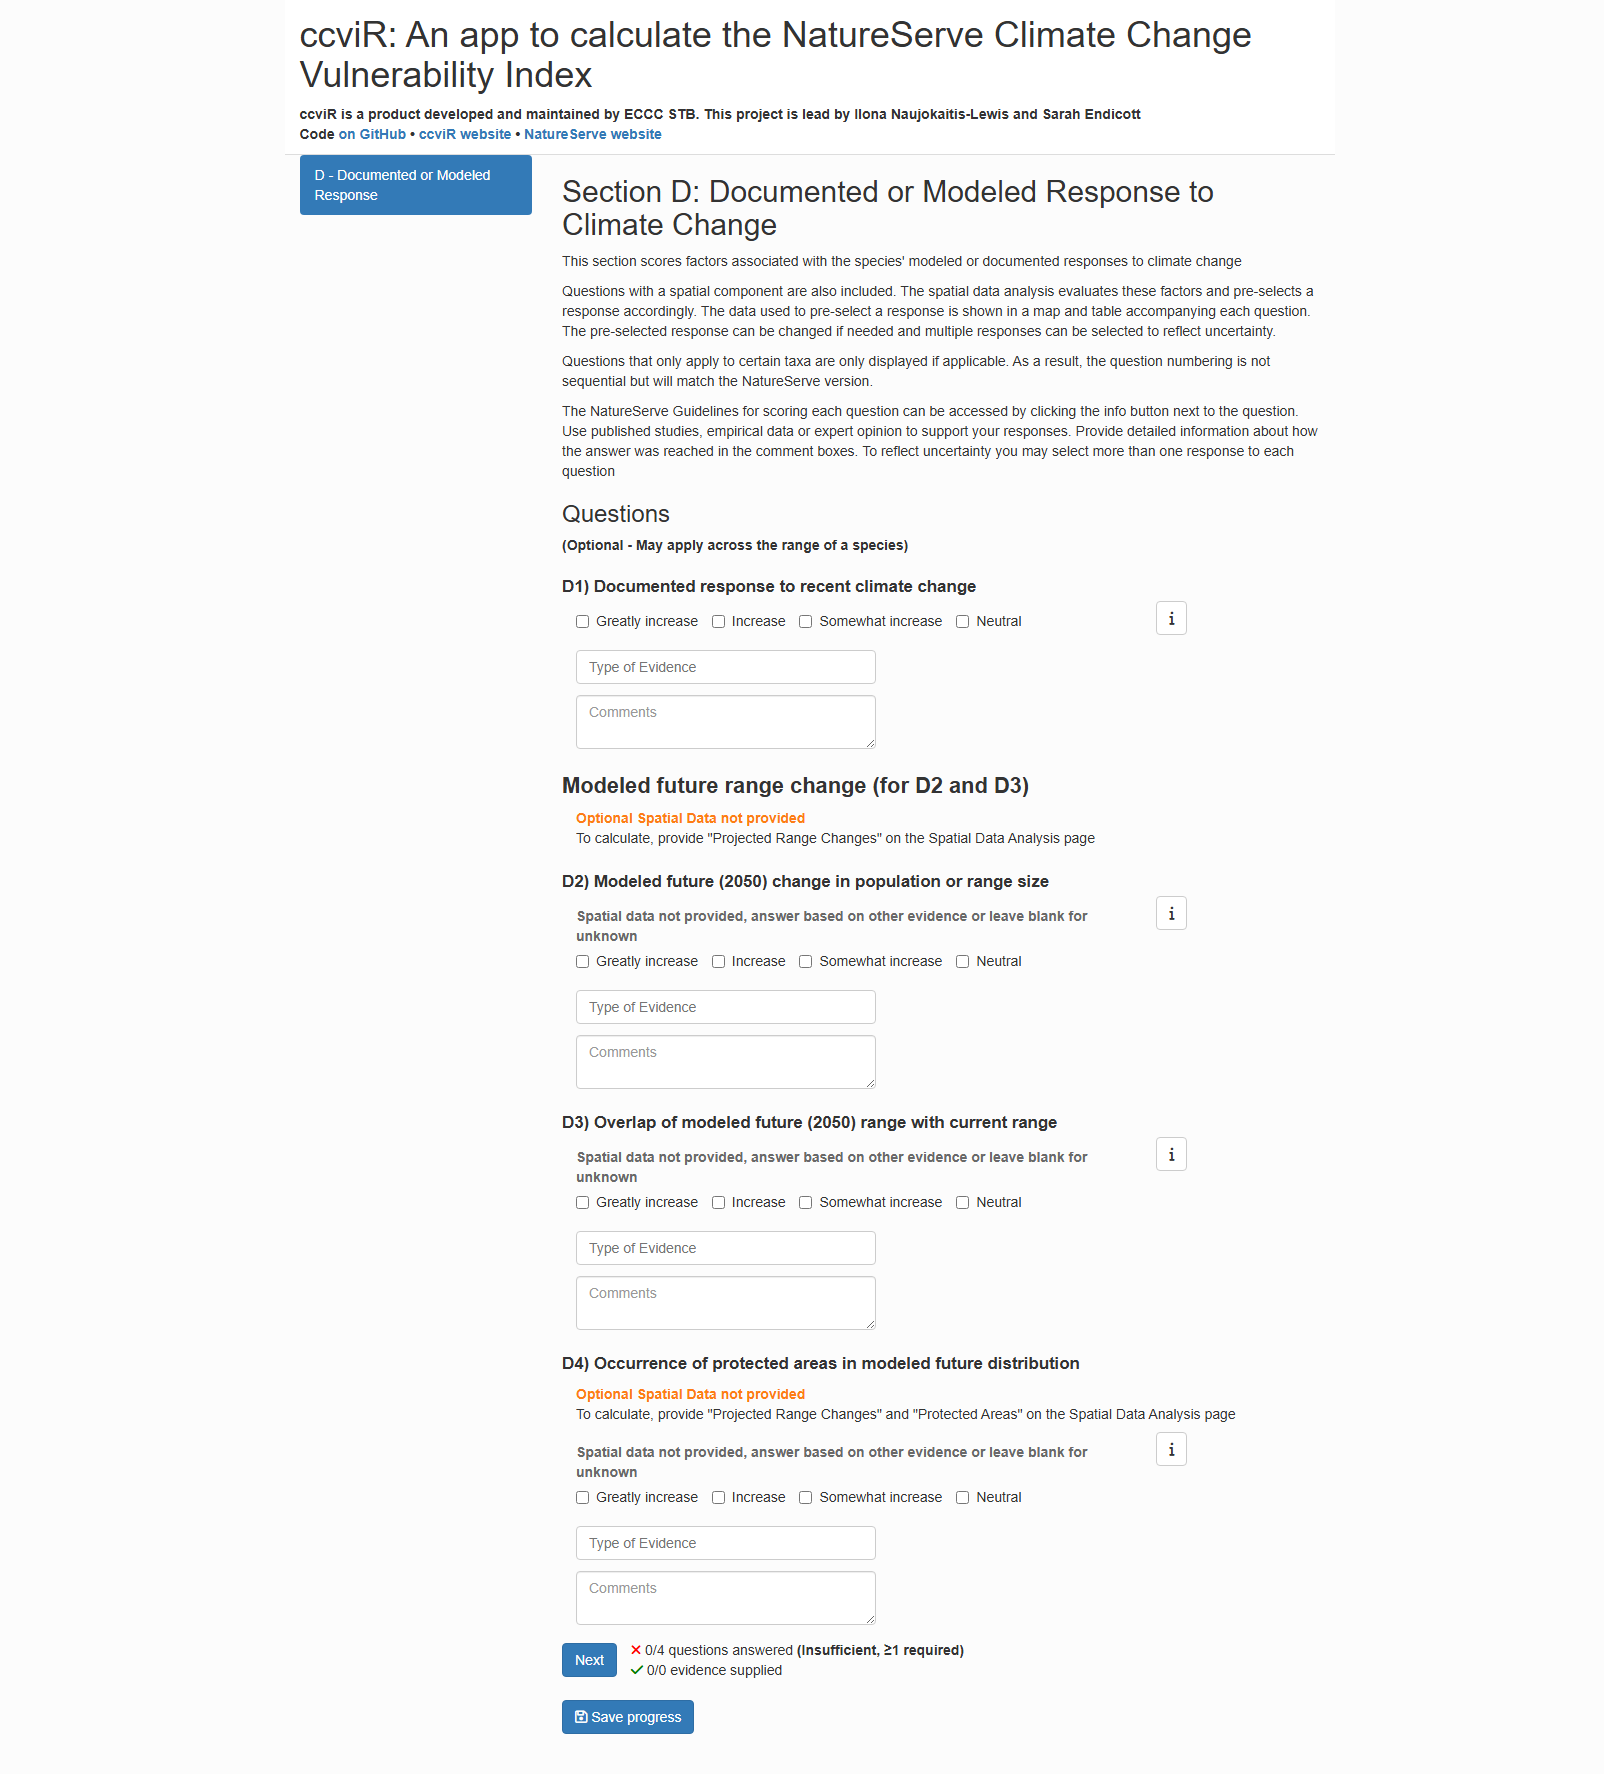 ccviR: An app to calculate the NatureServe Climate Change
Vulnerability Index
ccviR is a product developed and maintained by ECCC STB. This project is lead by Ilona Naujokaitis-Lewis and Sarah Endicott
Code on GitHub • ccviR website • NatureServe website
D - Documented or Modeled
Response
Section D: Documented or Modeled Response to
Climate Change
This section scores factors associated with the species' modeled or documented responses to climate change
Questions with a spatial component are also included. The spatial data analysis evaluates these factors and pre-selects a
response accordingly. The data used to pre-select a response is shown in a map and table accompanying each question.
The pre-selected response can be changed if needed and multiple responses can be selected to reflect uncertainty.
Questions that only apply to certain taxa are only displayed if applicable. As a result, the question numbering is not
sequential but will match the NatureServe version.
The NatureServe Guidelines for scoring each question can be accessed by clicking the info button next to the question.
Use published studies, empirical data or expert opinion to support your responses. Provide detailed information about how
the answer was reached in the comment boxes. To reflect uncertainty you may select more than one response to each
question
Questions
(Optional - May apply across the range of a species)
D1) Documented response to recent climate change
Greatly increase Increase Somewhat increase Neutral
i
Type of Evidence
Comments
Modeled future range change (for D2 and D3)
Optional Spatial Data not provided
To calculate, provide "Projected Range Changes" on the Spatial Data Analysis page
D2) Modeled future (2050) change in population or range size
Spatial data not provided, answer based on other evidence or leave blank for
unknown
i
Greatly increase Increase Somewhat increase Neutral
Type of Evidence
Comments
D3) Overlap of modeled future (2050) range with current range
Spatial data not provided, answer based on other evidence or leave blank for
unknown
i
Greatly increase Increase Somewhat increase Neutral
Type of Evidence
Comments
D4) Occurrence of protected areas in modeled future distribution
Optional Spatial Data not provided
To calculate, provide "Projected Range Changes" and "Protected Areas" on the Spatial Data Analysis page
Spatial data not provided, answer based on other evidence or leave blank for
unknown
i
Greatly increase Increase Somewhat increase Neutral
Type of Evidence
Comments
Next
0/4 questions answered (Insufficient, ≥1 required)
0/0 evidence supplied
Save progress